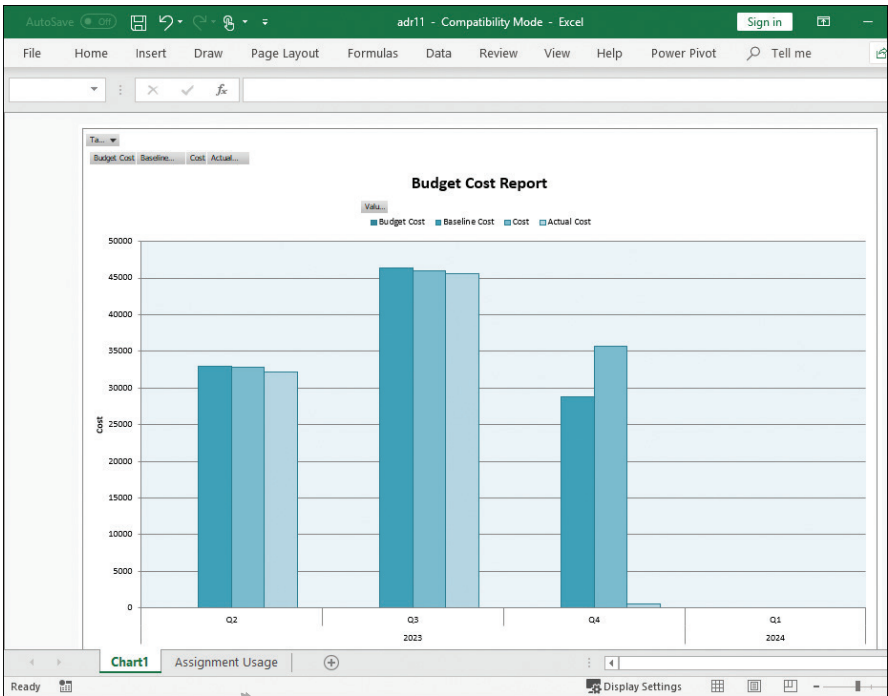 AutoSave Off adr11 - Compatibility Mode - Excel Sign in
File Home Insert Draw Page Layout Formulas Data Review View Help Power Pivot Tell me
fx
Ta...
Budget Cost Baseline... Cost Actual...
Budget Cost Report
Valu...
Budget Cost Baseline Cost Cost Actual Cost
50000
45000
40000
35000
30000
25000
20000
15000
10000
5000
0
Cost
Q2 Q3 Q4 Q1
2023 2024
Chart1 Assignment Usage
Ready Display Settings